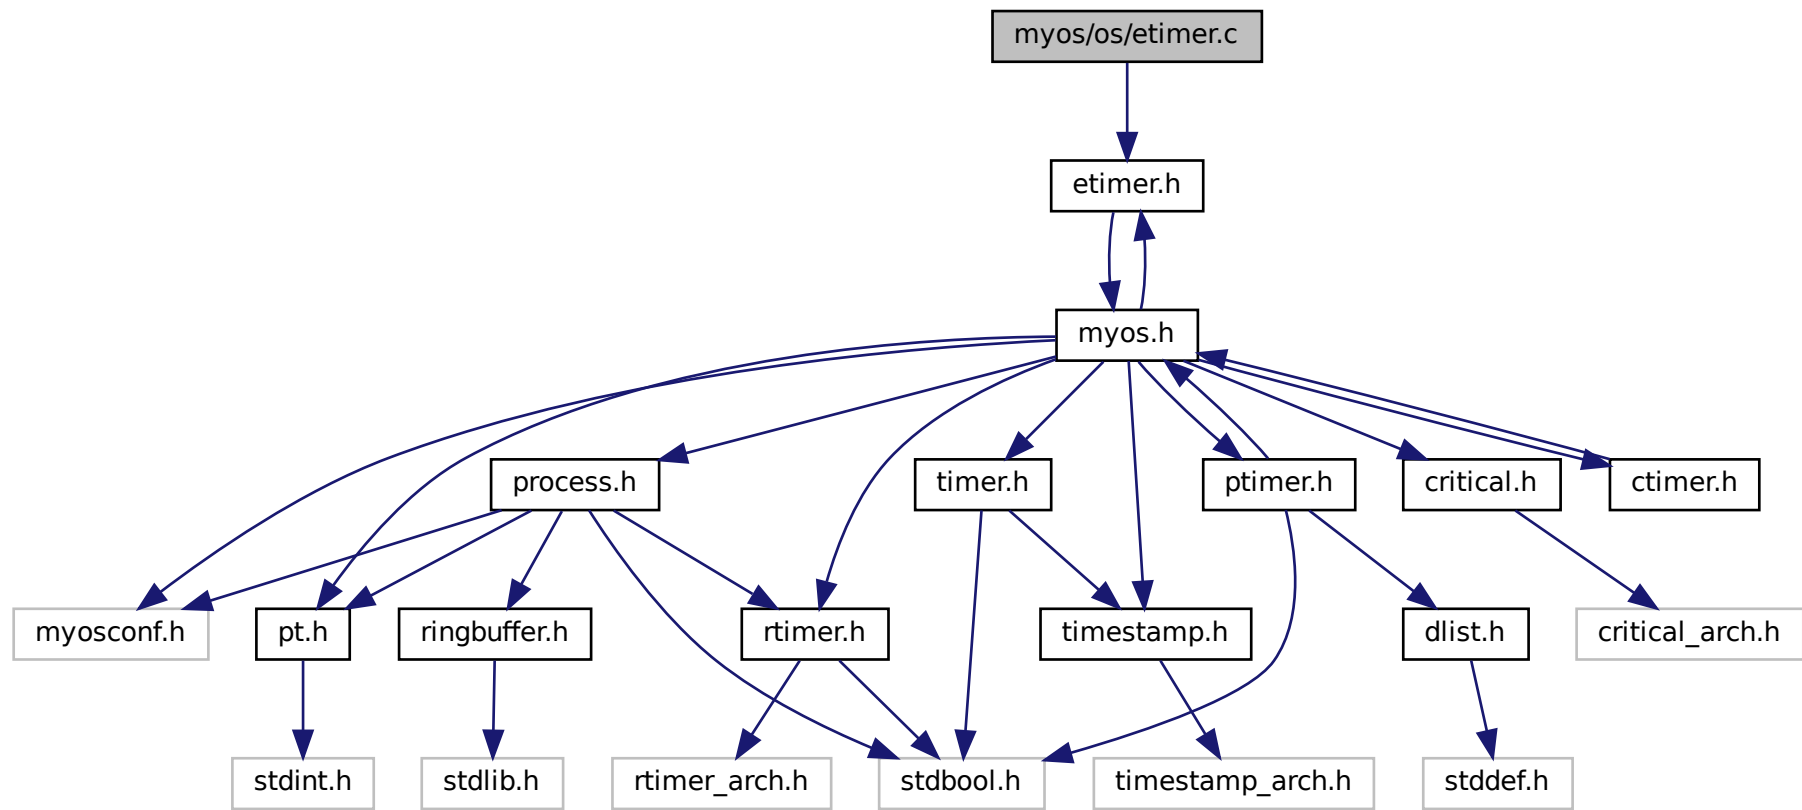 myos/os/etimer.c
etimer.h
myos.h
process.h
timer.h
ptimer.h
critical.h
ctimer.h
myosconf.h
pt.h
ringbuffer.h
rtimer.h
timestamp.h
dlist.h
critical_arch.h
stdint.h
stdlib.h
rtimer_arch.h
stdbool.h
timestamp_arch.h
stddef.h